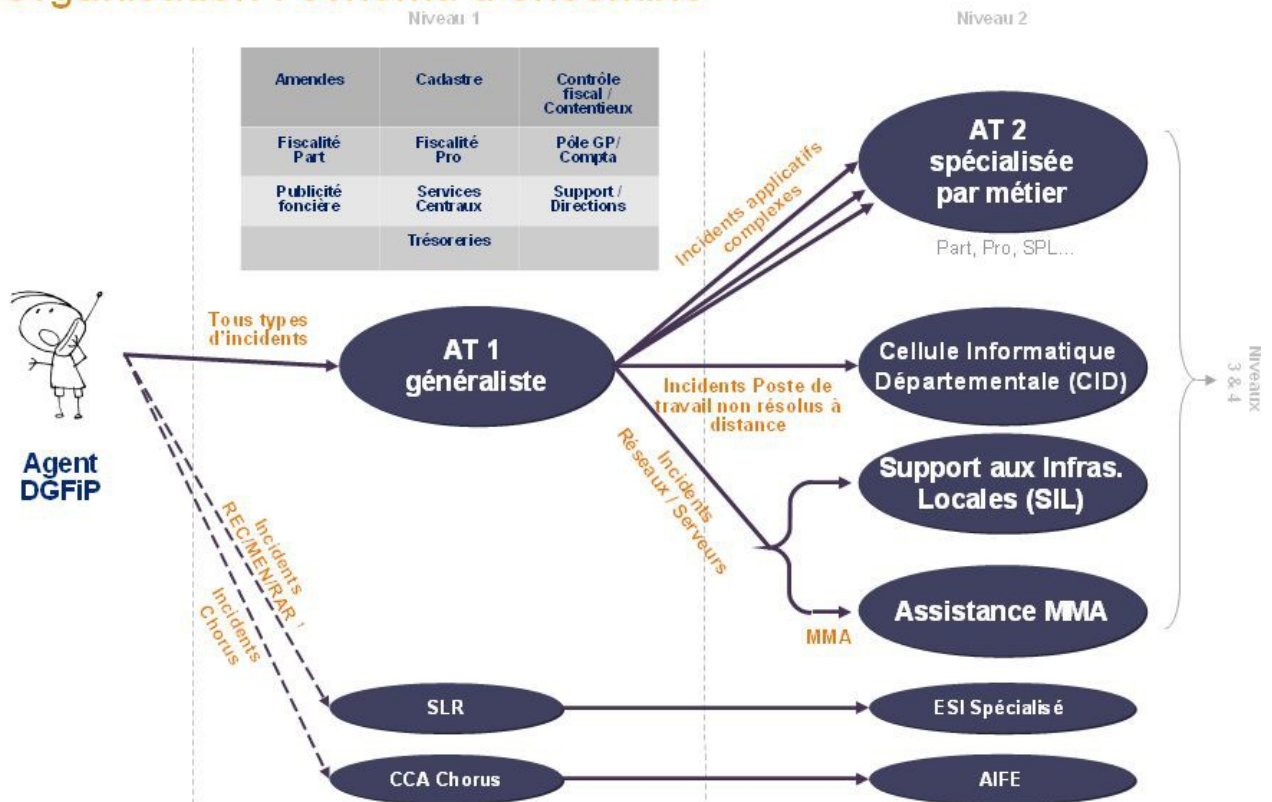 Niveau 1
Niveau 2
Amendes
Cadastre
Contrôle
fiscal /
Contentieux
Fiscalité
Part
Fiscalité
Pro
Pôle GP/
Compta
Publicité
foncière
Services
Centraux
Support /
Directions
Trésoreries
AT 2
spécialisée
par métier
Part, Pro, SPL...
Incidents applicatifs
complexes
Tous types
d'incidents
AT 1
généraliste
Cellule Informatique
Départementale (CID)
Incidents Poste de
travail non résolus à
distance
Niveaux
3 & 4
Agent
DGFiP
Incidents
Réseaux / Serveurs
Support aux Infras.
Locales (SIL)
Incidents
REC/MEN/RAR ¹
Incidents
Chorus
MMA
Assistance MMA
SLR
ESI Spécialisé
CCA Chorus
AIFE